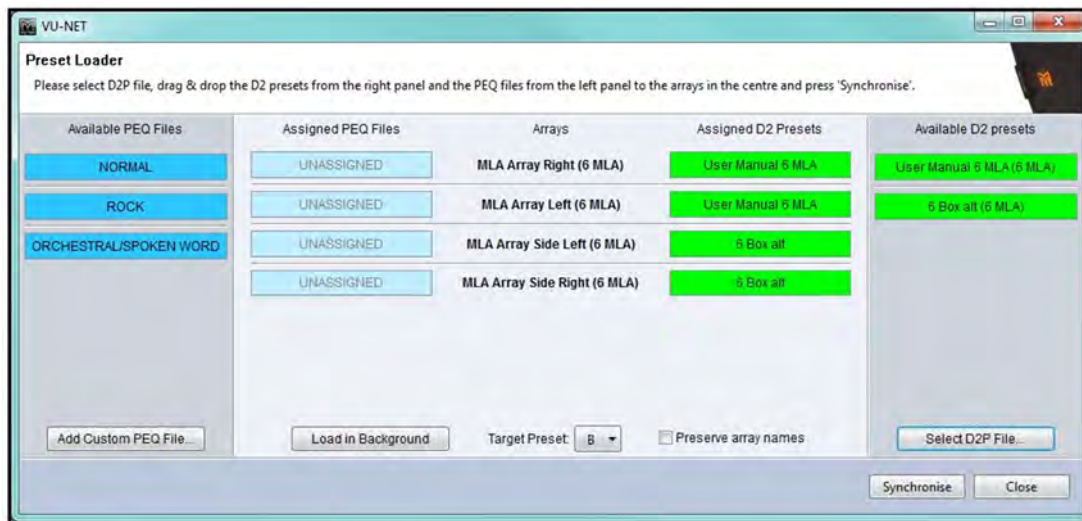 VU-NET
Preset Loader
Please select D2P file, drag & drop the D2 presets from the right panel and the PEQ files from the left panel to the arrays in the centre and press 'Synchronise'.
Available PEQ Files
Assigned PEQ Files
Arrays
Assigned D2 Presets
Available D2 presets
NORMAL
UNASSIGNED
MLA Array Right (6 MLA)
User Manual 6 MLA
User Manual 6 MLA (6 MLA)
ROCK
UNASSIGNED
MLA Array Left (6 MLA)
User Manual 6 MLA
6 Box alt (6 MLA)
ORCHESTRAL/SPOKEN WORD
UNASSIGNED
MLA Array Side Left (6 MLA)
6 Box alt
UNASSIGNED
MLA Array Side Right (6 MLA)
6 Box alt
Add Custom PEQ File...
Load in Background
Target Preset: B
Preserve array names
Select D2P File...
Synchronise
Close